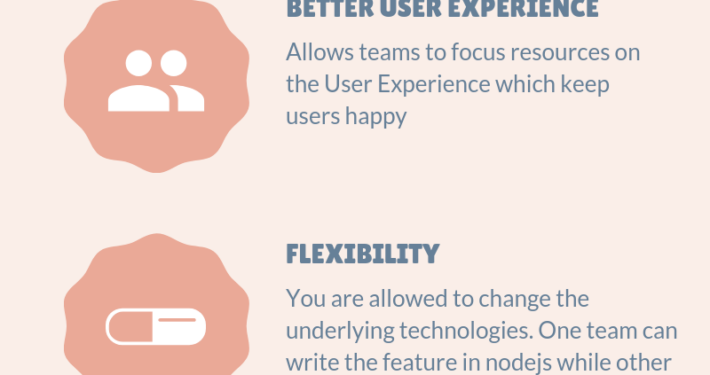 BETTER USER EXPERIENCE
Allows teams to focus resources on
the User Experience which keep
users happy
FLEXIBILITY
You are allowed to change the
underlying technologies. One team can
write the feature in nodejs while other